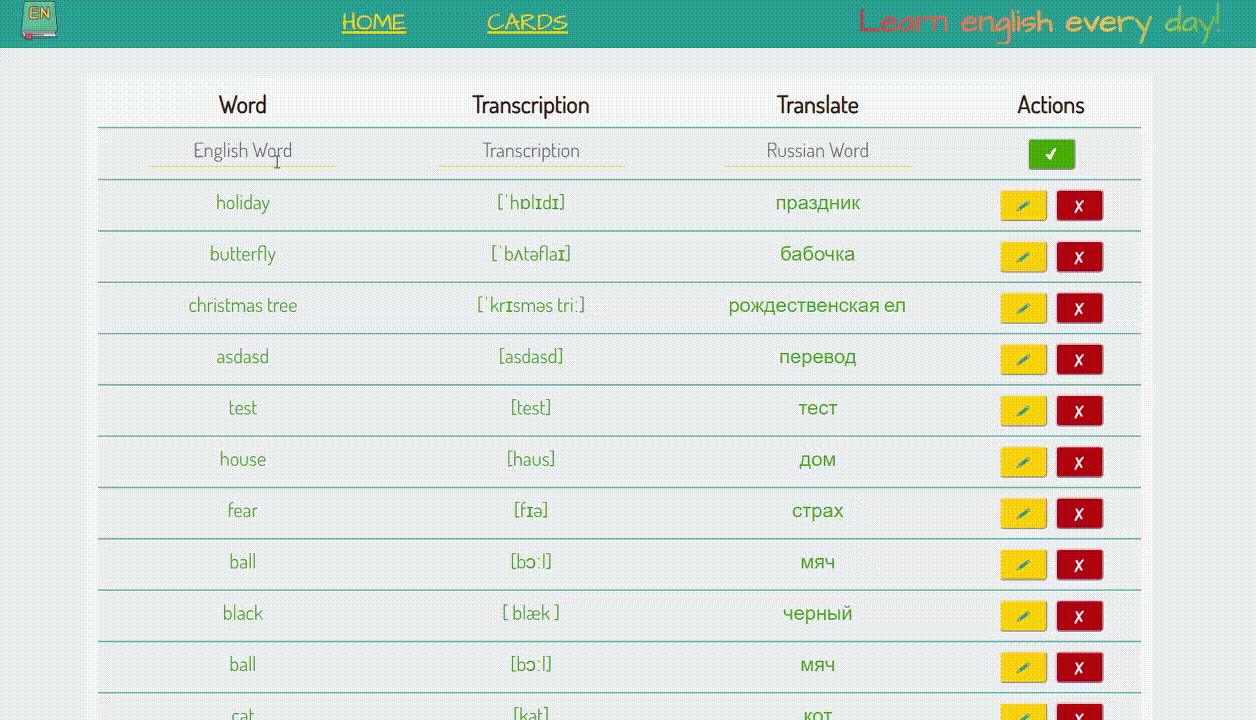 EN HOME CARDS Learn english every day!
Word Transcription Translate Actions
English Word Transcription Russian Word ✓
holiday [ˈhɒlɪdɪ] праздник X
butterfly [ˈbʌtəflaɪ] бабочка X
christmas tree [ˈkrɪsməs triː] рождественская ел X
asdasd [asdasd] перевод X
test [test] тест X
house [haus] дом X
fear [fɪə] страх X
ball [bɔːl] мяч X
black [ blæk ] черный X
ball [bɔːl] мяч X
cat [kat] кот X